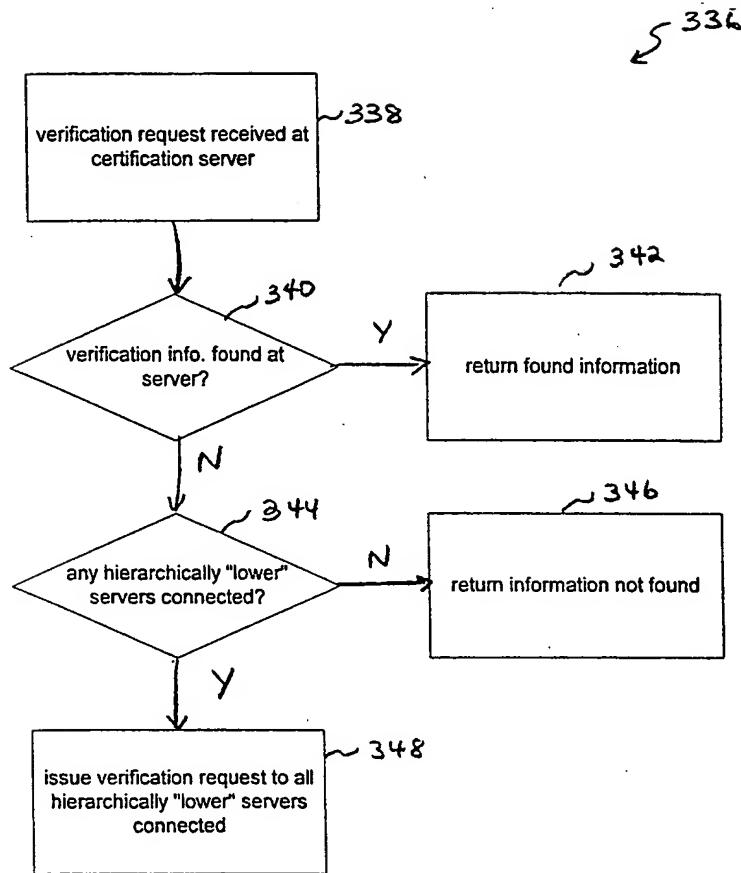 336
verification request received at
certification server
338
340
verification info. found at
server?
Y
342
return found information
N
344
any hierarchically "lower"
servers connected?
N
346
return information not found
Y
348
issue verification request to all
hierarchically "lower" servers
connected